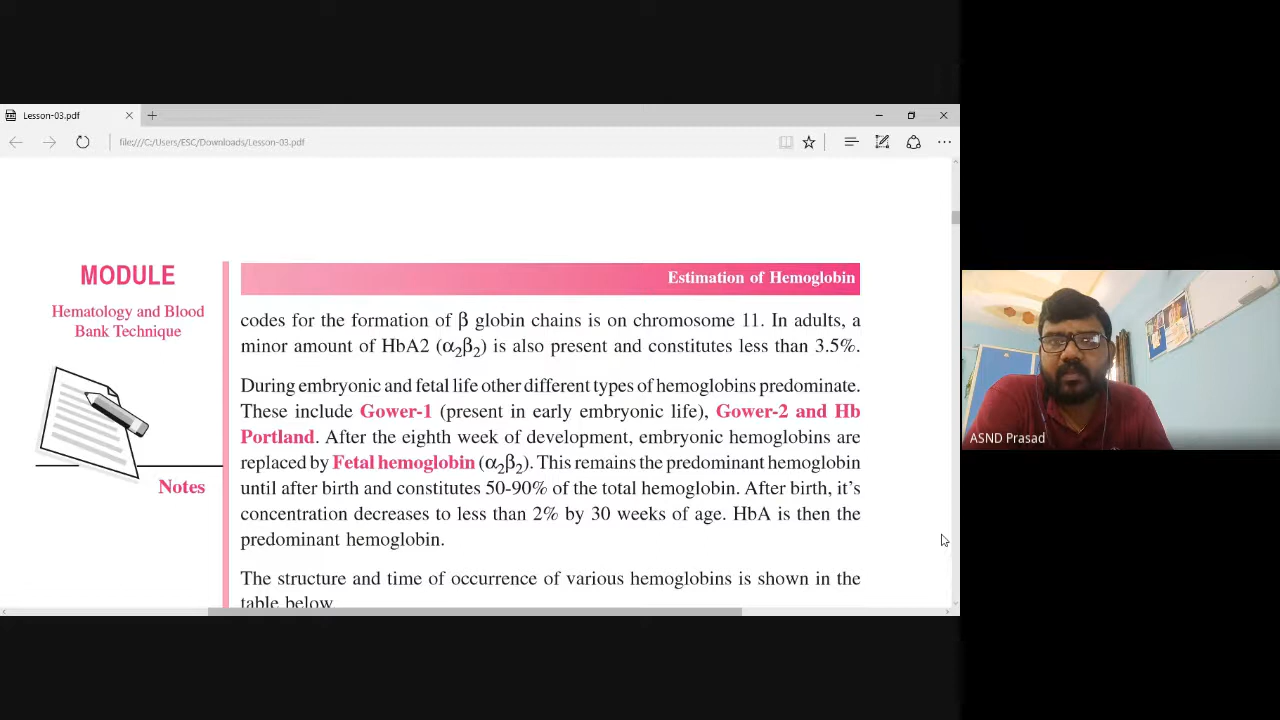 Lesson-03.pdf
file:///C:/Users/ESC/Downloads/Lesson-03.pdf
MODULE
Hematology and Blood
Bank Technique
Notes
Estimation of Hemoglobin
codes for the formation of β globin chains is on chromosome 11. In adults, a
minor amount of HbA2 (α₂β₂) is also present and constitutes less than 3.5%.
During embryonic and fetal life other different types of hemoglobins predominate.
These include Gower-1 (present in early embryonic life), Gower-2 and Hb
Portland. After the eighth week of development, embryonic hemoglobins are
replaced by Fetal hemoglobin (α₂β₂). This remains the predominant hemoglobin
until after birth and constitutes 50-90% of the total hemoglobin. After birth, it's
concentration decreases to less than 2% by 30 weeks of age. HbA is then the
predominant hemoglobin.
The structure and time of occurrence of various hemoglobins is shown in the
table below
ASND Prasad